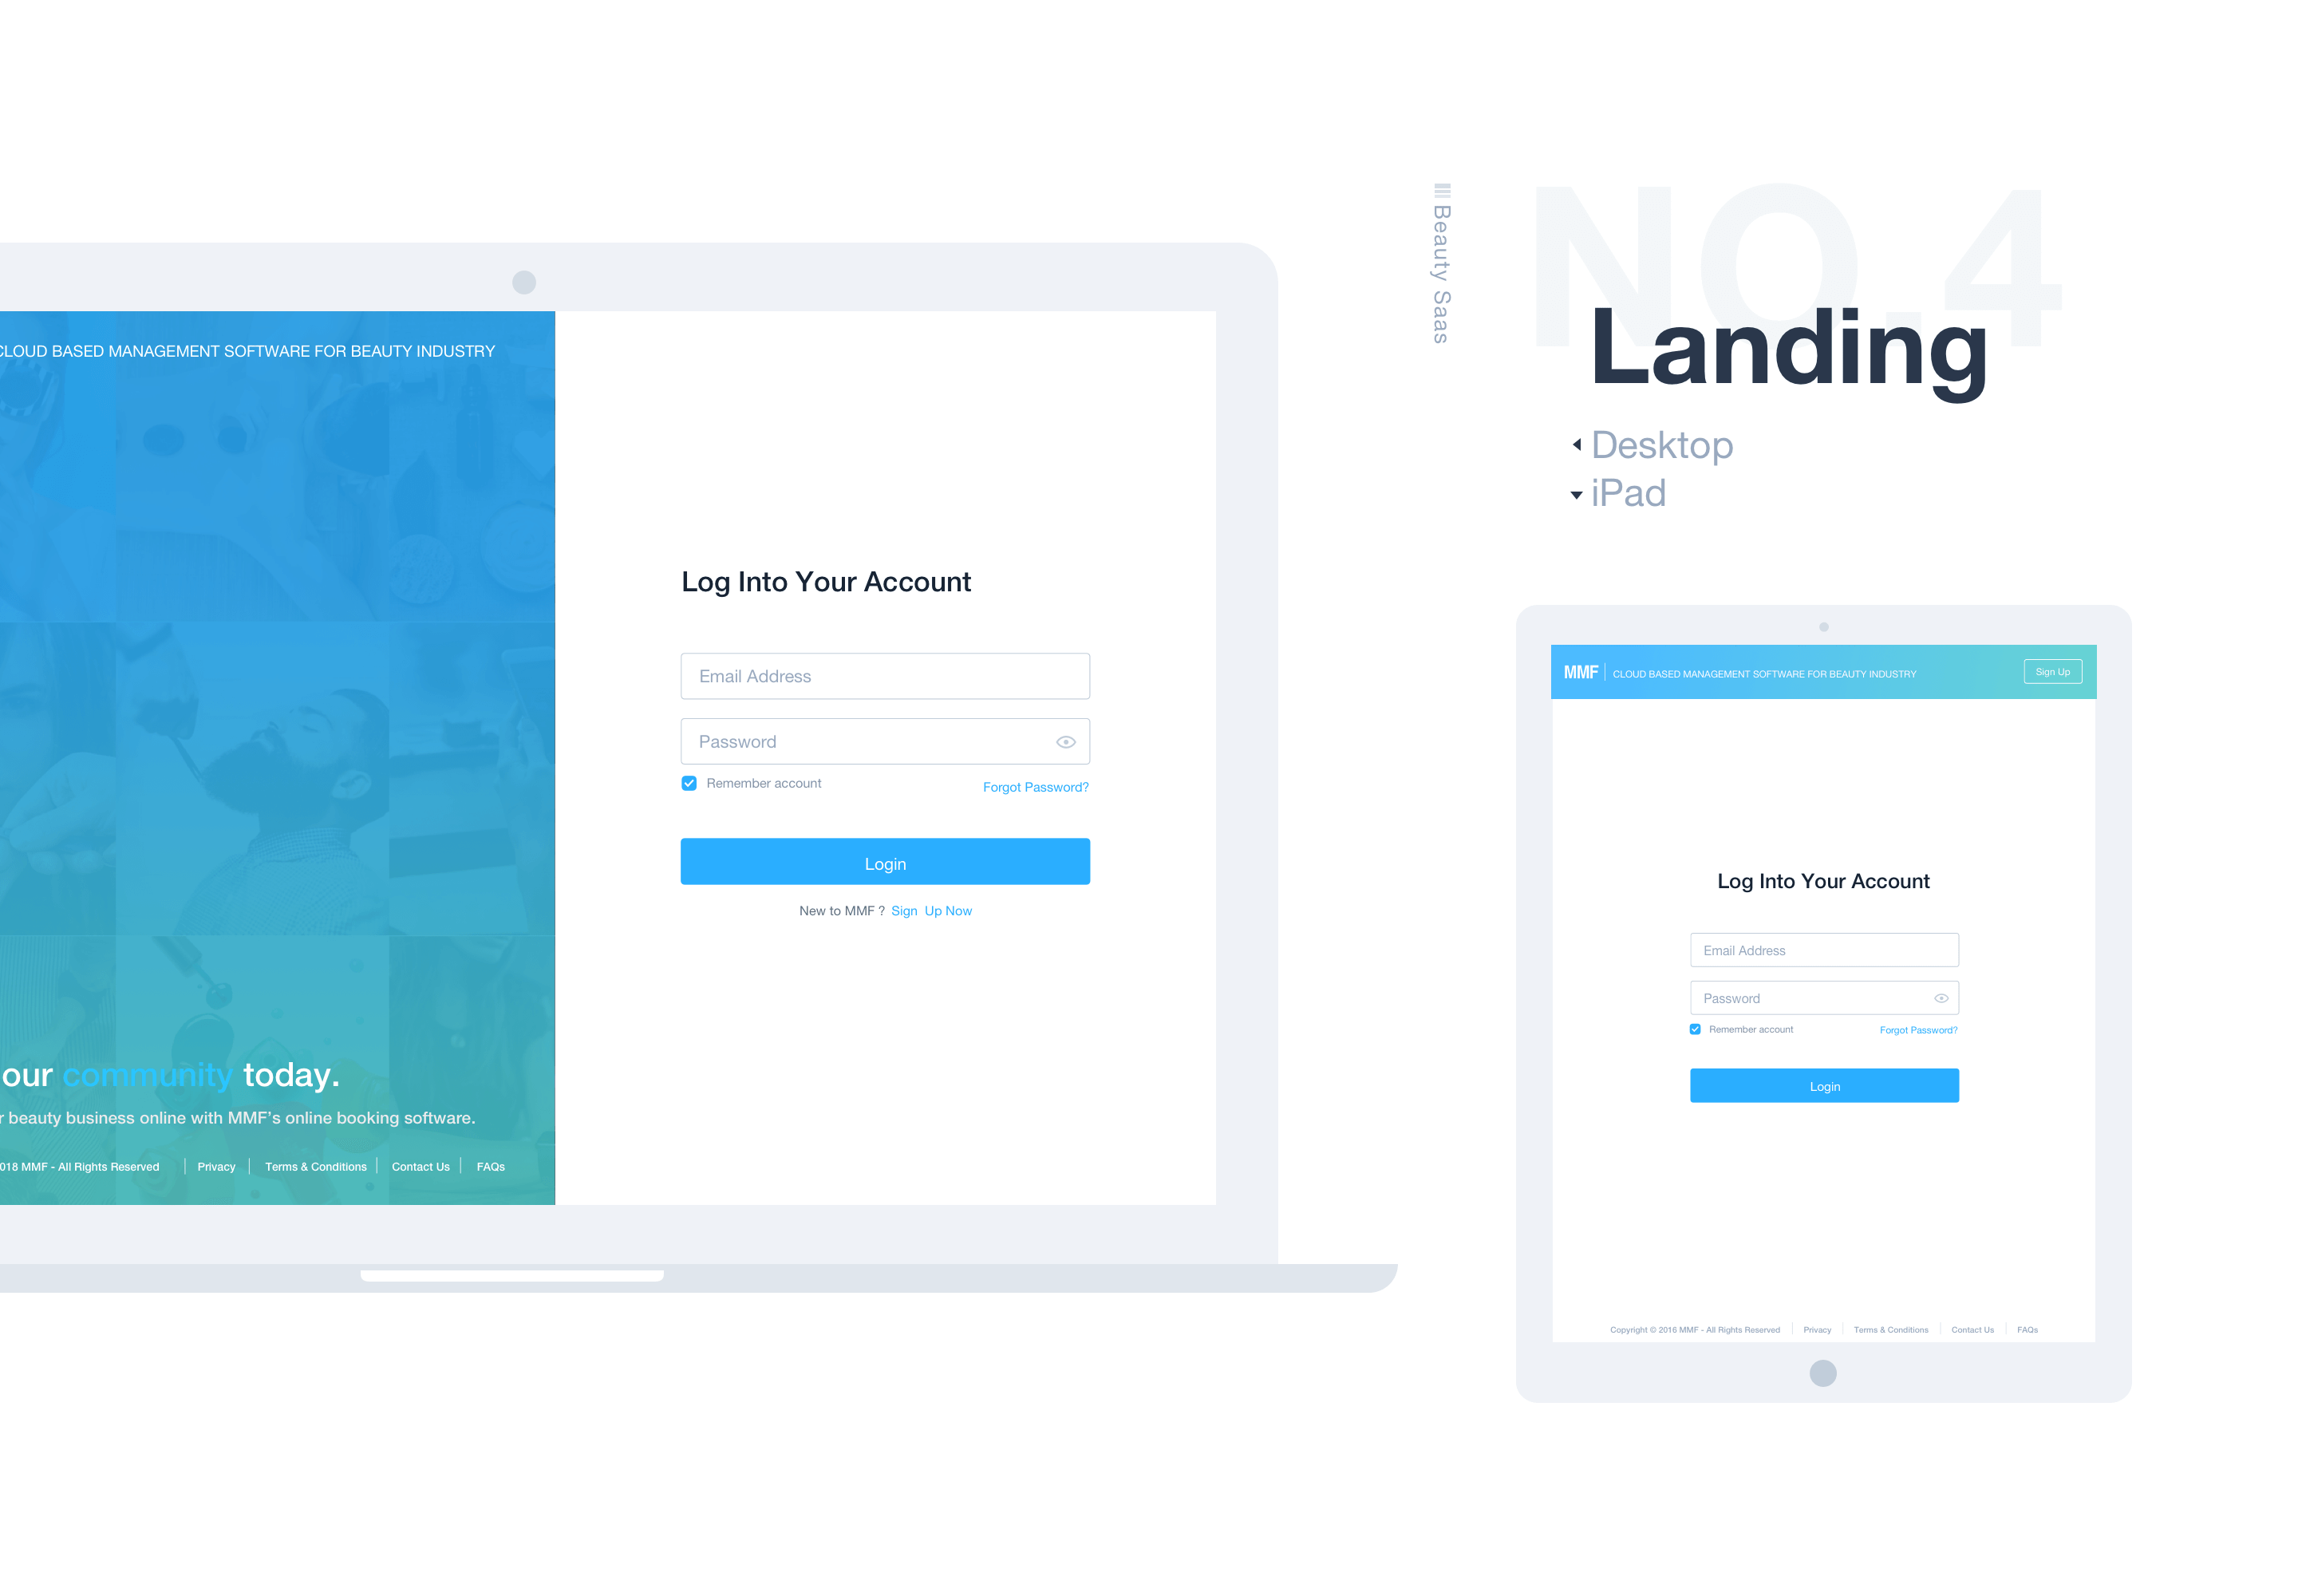 CLOUD BASED MANAGEMENT SOFTWARE FOR BEAUTY INDUSTRY
our community today.
r beauty business online with MMF's online booking software.
018 MMF - All Rights Reserved
Privacy
Terms & Conditions
Contact Us
FAQs
Log Into Your Account
Email Address
Password
Remember account
Forgot Password?
Login
New to MMF ? Sign Up Now
Beauty Saas
NO.4
Landing
Desktop
iPad
MMF
CLOUD BASED MANAGEMENT SOFTWARE FOR BEAUTY INDUSTRY
Sign Up
Log Into Your Account
Email Address
Password
Remember account
Forgot Password?
Login
Copyright © 2016 MMF - All Rights Reserved
Privacy
Terms & Conditions
Contact Us
FAQs